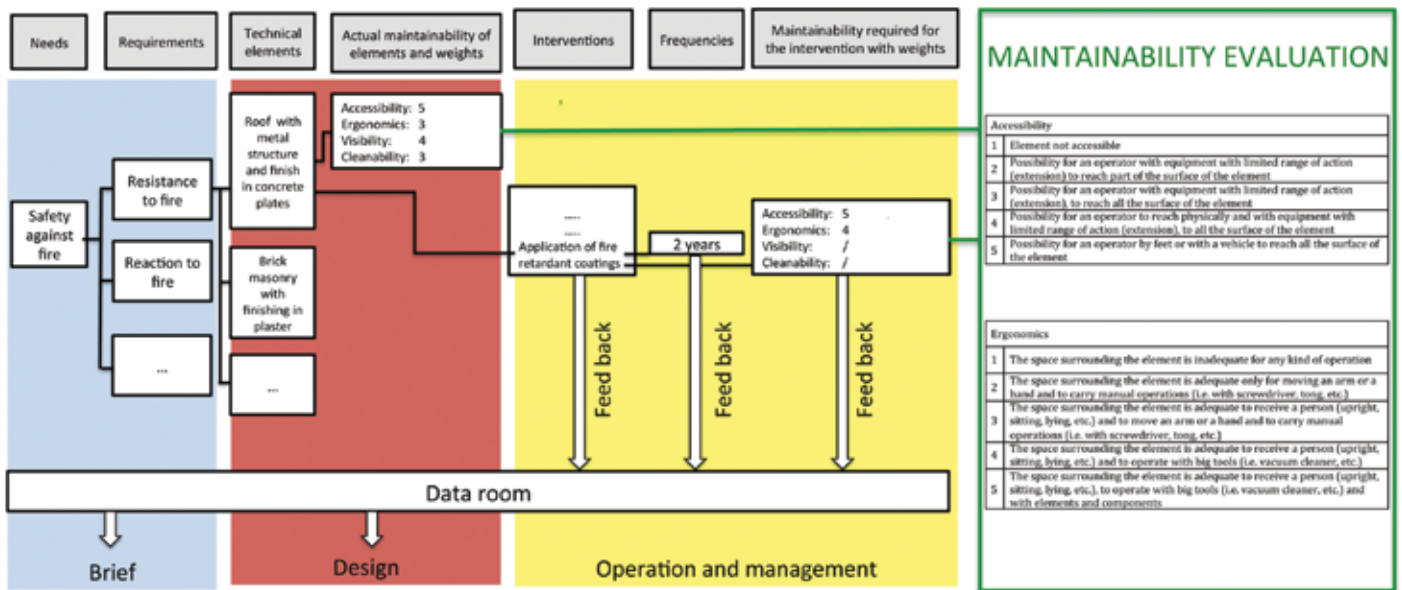 Needs
Requirements
Technical
elements
Actual maintainability of
elements and weights
Interventions
Frequencies
Maintainability required for
the intervention with weights
Safety
against
fire
Resistance
to fire
Reaction to
fire
...
Roof with
metal
structure
and finish
in concrete
plates
Brick
masonry
with
finishing in
plaster
...
Accessibility: 5
Ergonomics: 3
Visibility: 4
Cleanability: 3
.....
.....
Application of fire
retardant coatings
2 years
Accessibility: 5
Ergonomics: 4
Visibility: /
Cleanability: /
Feed back
Feed back
Feed back
Data room
Brief
Design
Operation and management
MAINTAINABILITY EVALUATION
Accessibility
1 Element not accessible
2 Possibility for an operator with equipment with limited range of action
(extension) to reach part of the surface of the element
3 Possibility for an operator with equipment with limited range of action
(extension), to reach all the surface of the element
4 Possibility for an operator to reach physically and with equipment with
limited range of action (extension), to all the surface of the element
5 Possibility for an operator by feet or with a vehicle to reach all the surface of
the element
Ergonomics
1 The space surrounding the element is inadequate for any kind of operation
2 The space surrounding the element is adequate only for moving an arm or a
hand and to carry manual operations (i.e. with screwdriver, tong, etc.)
3 The space surrounding the element is adequate to receive a person (upright,
sitting, lying, etc.) and to move an arm or a hand and to carry manual
operations (i.e. with screwdriver, tong, etc.)
4 The space surrounding the element is adequate to receive a person (upright,
sitting, lying, etc.) and to operate with big tools (i.e. vacuum cleaner, etc.)
5 The space surrounding the element is adequate to receive a person (upright,
sitting, lying, etc.), to operate with big tools (i.e. vacuum cleaner, etc.) and
with elements and components